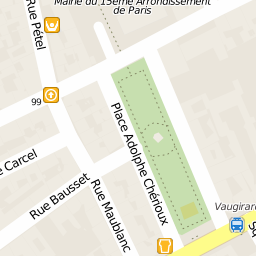 Mairie du 15ème Arrondissement
de Paris
Rue Pétel
99
Place Adolphe Chérioux
Carcel
Rue Bausset
Rue Maublanc
Vaugirard